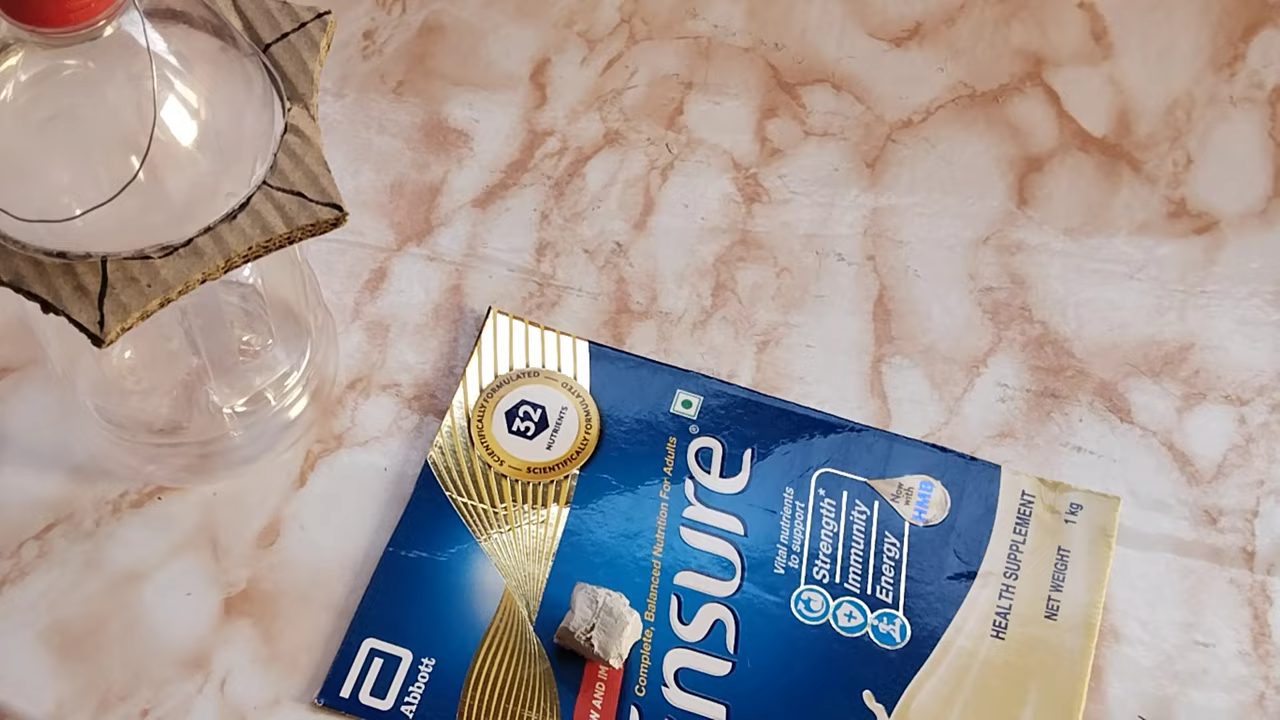 SCIENTIFICALLY FORMULATED
SCIENTIFICALLY FORMULATED
32
NUTRIENTS
Abbott
AND
Complete, Balanced Nutrition For Adults
nsure®
Vital nutrients
to support
Strength*
Immunity
Energy
Now
with
HMB
HEALTH SUPPLEMENT
NET WEIGHT 1 kg